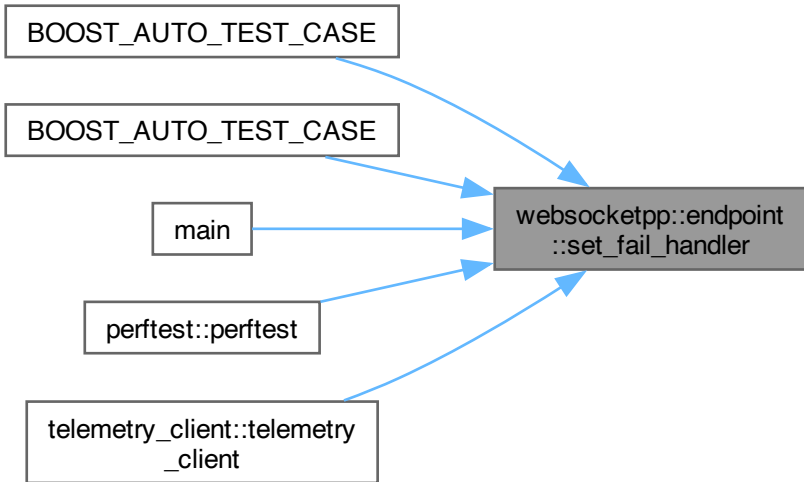 BOOST_AUTO_TEST_CASE
BOOST_AUTO_TEST_CASE
main
perftest::perftest
telemetry_client::telemetry
_client
websocketpp::endpoint
::set_fail_handler